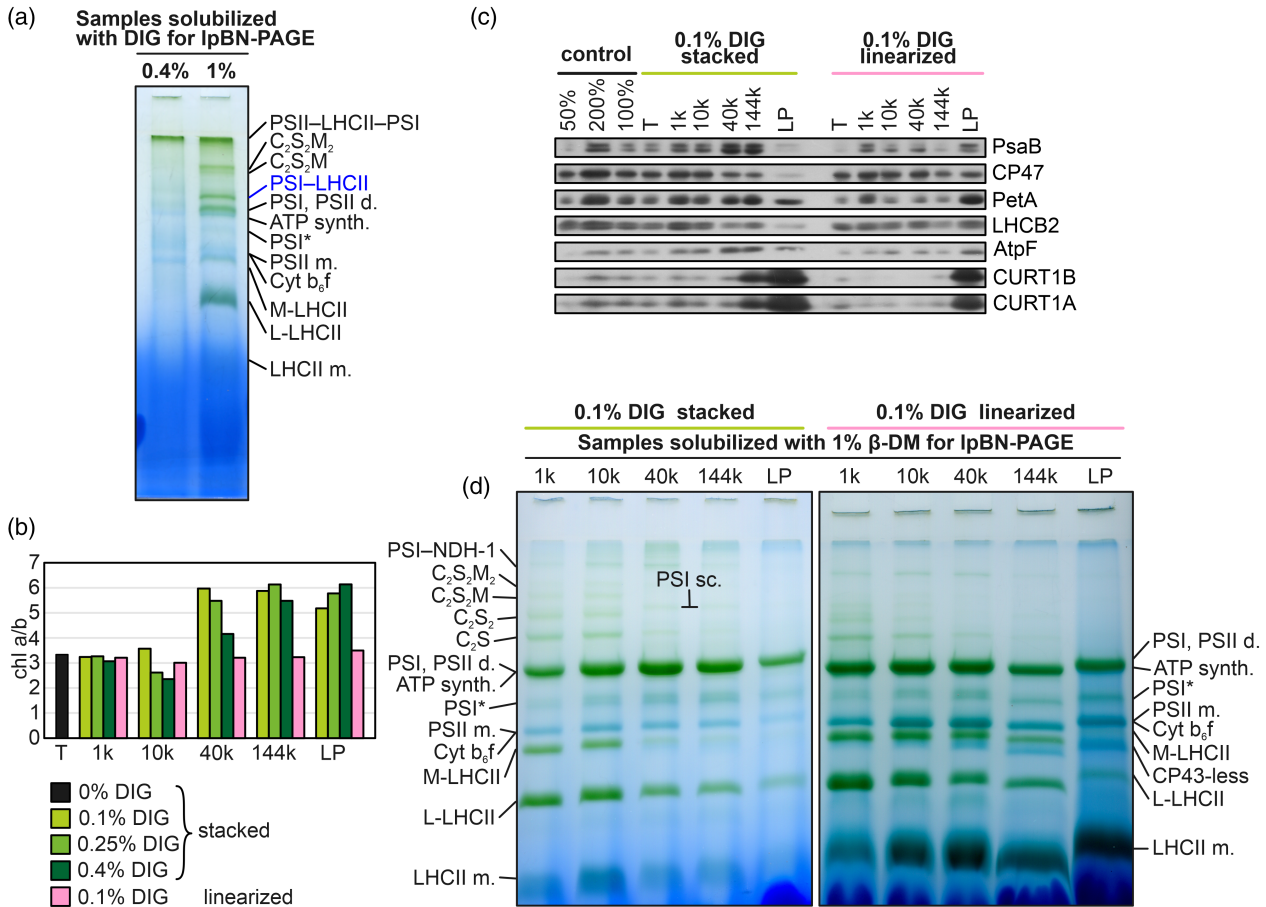 (a)
Samples solubilized
with DIG for lpBN-PAGE
0.4% 1%
PSII–LHCII–PSI
C₂S₂M₂
C₂S₂M
PSI–LHCII
PSI, PSII d.
ATP synth.
PSI*
PSII m.
Cyt b₆f
M-LHCII
L-LHCII
LHCII m.
(b)
chl a/b
7
6
5
4
3
2
1
0
T 1k 10k 40k 144k LP
0% DIG
0.1% DIG
0.25% DIG
0.4% DIG
stacked
0.1% DIG linearized
(c)
control
0.1% DIG
stacked
0.1% DIG
linearized
50% 200% 100% T 1k 10k 40k 144k LP T 1k 10k 40k 144k LP
PsaB
CP47
PetA
LHCB2
AtpF
CURT1B
CURT1A
(d)
0.1% DIG stacked 0.1% DIG linearized
Samples solubilized with 1% β-DM for lpBN-PAGE
1k 10k 40k 144k LP 1k 10k 40k 144k LP
PSI–NDH-1
C₂S₂M₂
C₂S₂M
C₂S₂
C₂S
PSI, PSII d.
ATP synth.
PSI*
PSII m.
Cyt b₆f
M-LHCII
L-LHCII
LHCII m.
PSI sc.
PSI, PSII d.
ATP synth.
PSI*
PSII m.
Cyt b₆f
M-LHCII
CP43-less
L-LHCII
LHCII m.